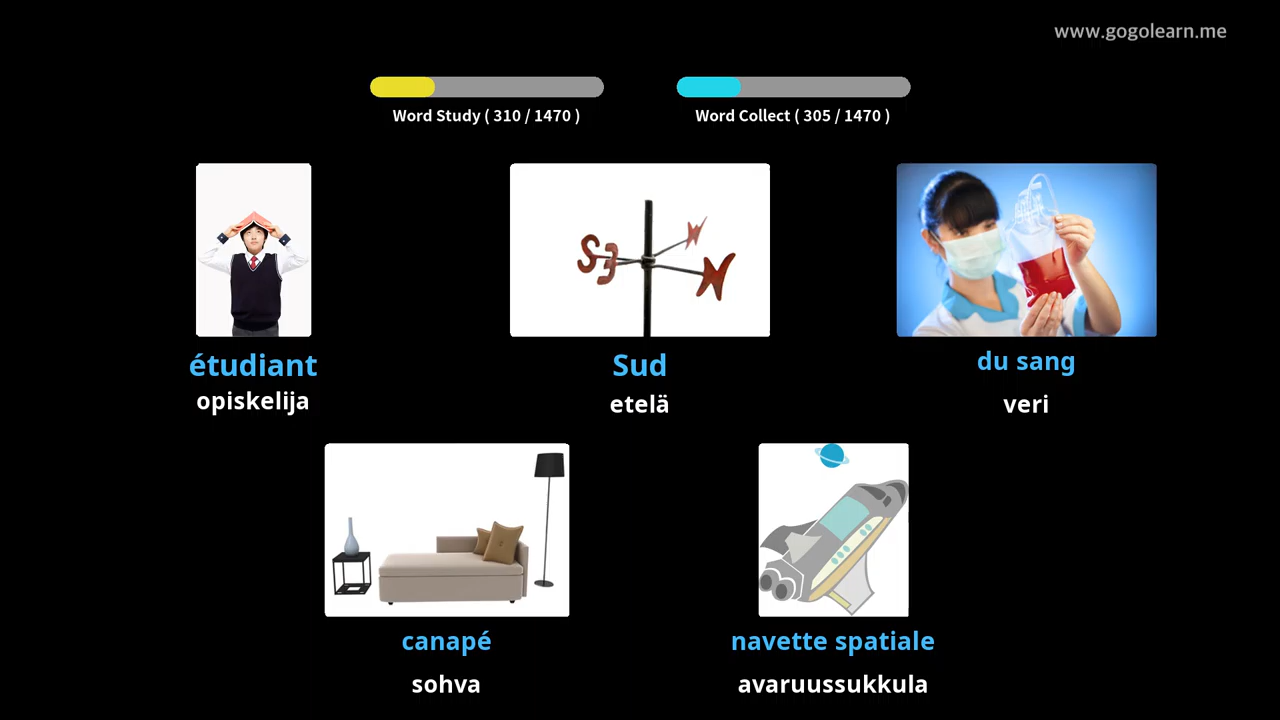 www.gogolearn.me
Word Study ( 310 / 1470 )
Word Collect ( 305 / 1470 )
S E N W
étudiant
opiskelija
Sud
etelä
du sang
veri
canapé
sohva
navette spatiale
avaruussukkula